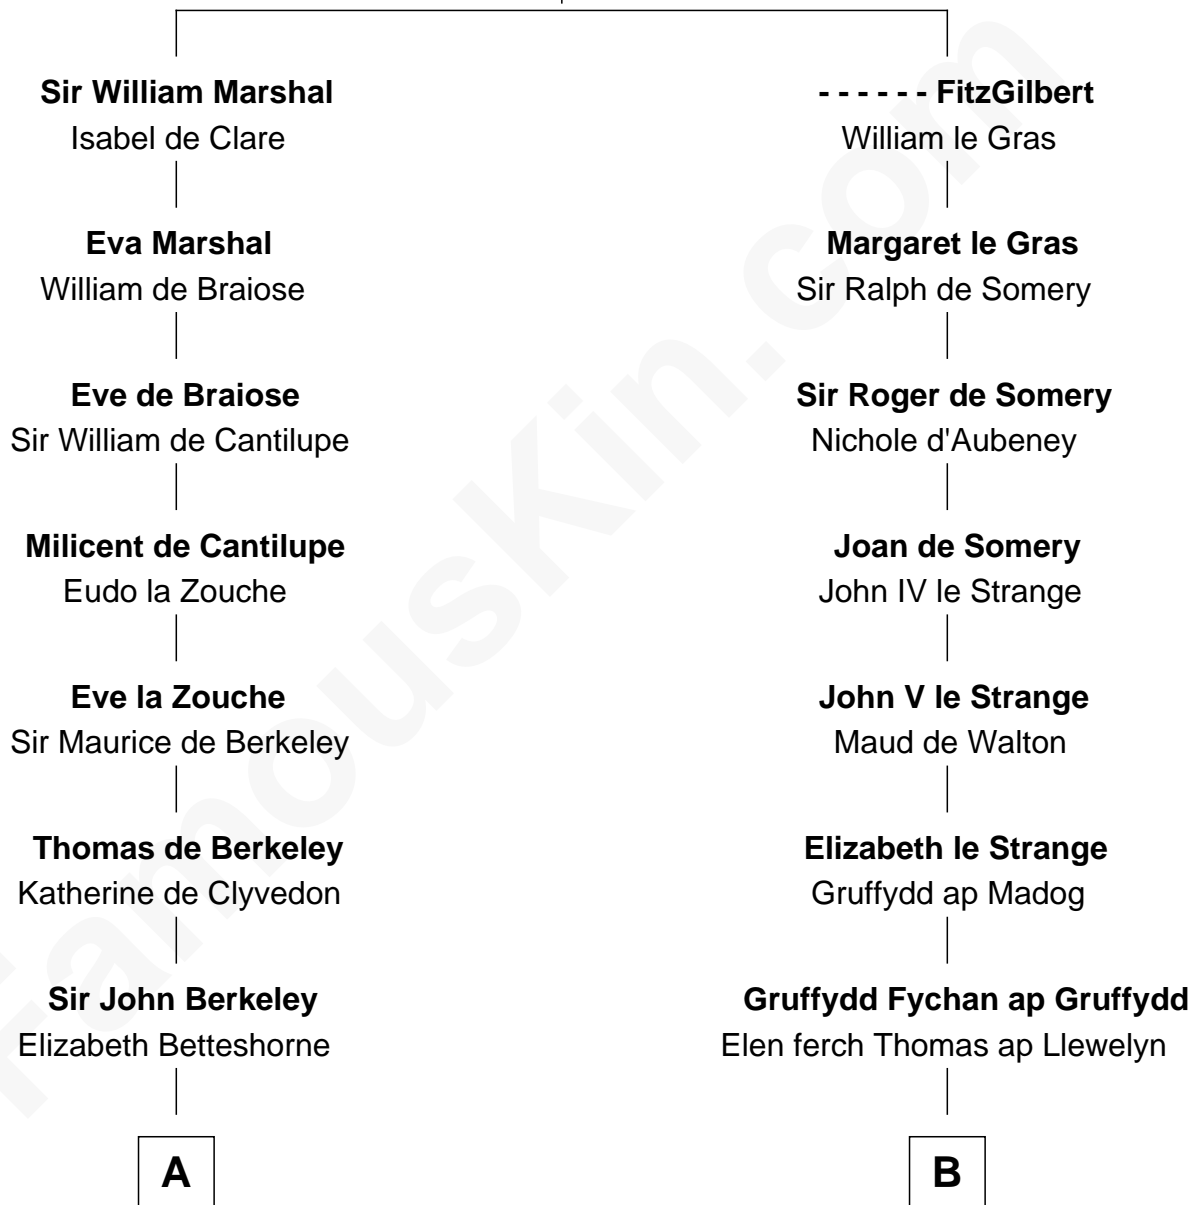 Sir William Marshal
Isabel de Clare
Eva Marshal
William de Braiose
Eve de Braiose
Sir William de Cantilupe
Milicent de Cantilupe
Eudo la Zouche
Eve la Zouche
Sir Maurice de Berkeley
Thomas de Berkeley
Katherine de Clyvedon
Sir John Berkeley
Elizabeth Betteshorne
A
- - - - - - FitzGilbert
William le Gras
Margaret le Gras
Sir Ralph de Somery
Sir Roger de Somery
Nichole d'Aubeney
Joan de Somery
John IV le Strange
John V le Strange
Maud de Walton
Elizabeth le Strange
Gruffydd ap Madog
Gruffydd Fychan ap Gruffydd
Elen ferch Thomas ap Llewelyn
B
FamousKin.com